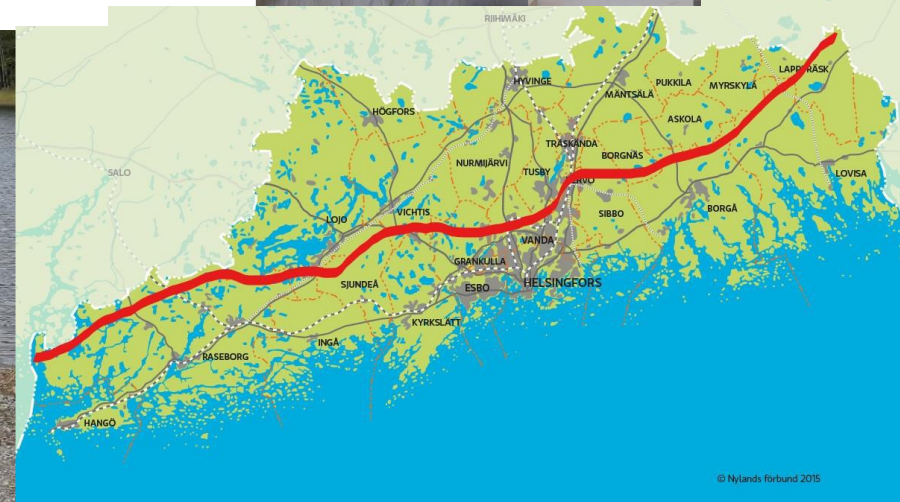 RIIHIMÄKI
HYVINGE
LAPPTRÄSK
PUKKILA
MYRSKYLÄ
MÄNTSÄLÄ
HÖGFORS
ASKOLA
TRÄSKÄNDA
BORGNÄS
NURMIJÄRVI
SALO
TUSBY
LOVISA
BORGÅ
VICHTIS
SIBBO
LOJO
VANDA
GRANKULLA
SJUNDEÅ
HELSINGFORS
ESBO
KYRKSLÄTT
INGÅ
RASEBORG
HANGÖ
© Nylands förbund 2015